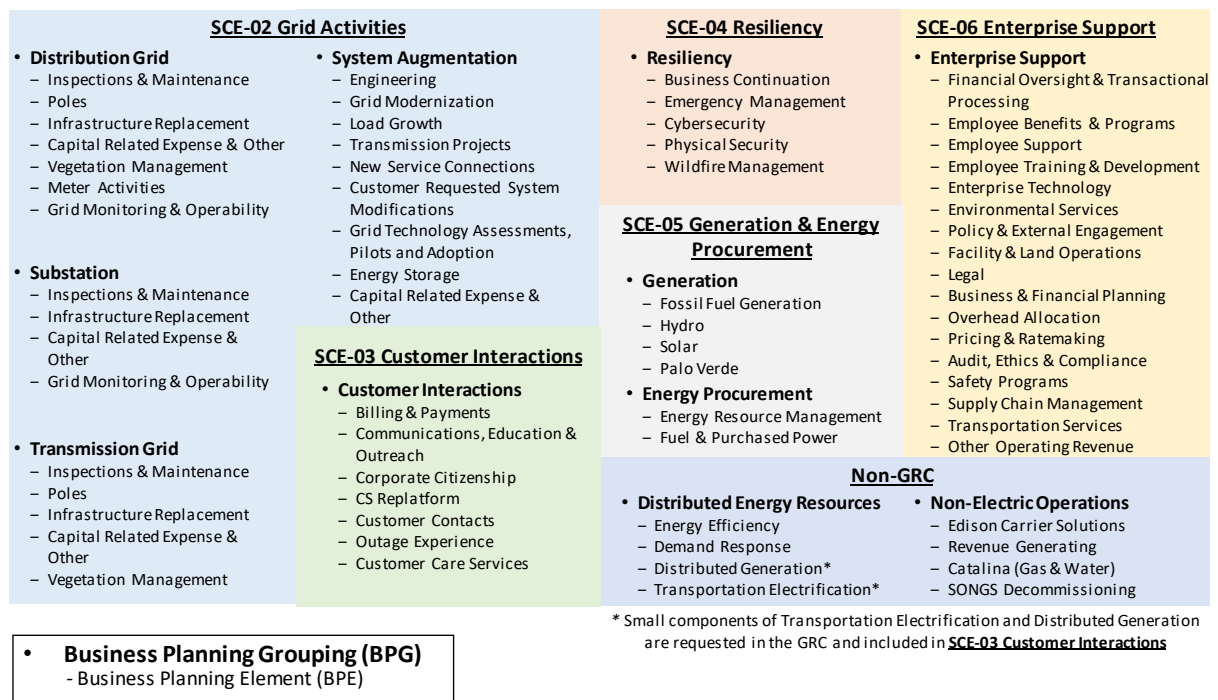 SCE-02 Grid Activities
• Distribution Grid
– Inspections & Maintenance
– Poles
– Infrastructure Replacement
– Capital Related Expense & Other
– Vegetation Management
– Meter Activities
– Grid Monitoring & Operability
• Substation
– Inspections & Maintenance
– Infrastructure Replacement
– Capital Related Expense &
Other
– Grid Monitoring & Operability
• Transmission Grid
– Inspections & Maintenance
– Poles
– Infrastructure Replacement
– Capital Related Expense &
Other
– Vegetation Management
• System Augmentation
– Engineering
– Grid Modernization
– Load Growth
– Transmission Projects
– New Service Connections
– Customer Requested System
Modifications
– Grid Technology Assessments,
Pilots and Adoption
– Energy Storage
– Capital Related Expense &
Other
SCE-03 Customer Interactions
• Customer Interactions
– Billing & Payments
– Communications, Education &
Outreach
– Corporate Citizenship
– CS Replatform
– Customer Contacts
– Outage Experience
– Customer Care Services
SCE-04 Resiliency
• Resiliency
– Business Continuation
– Emergency Management
– Cybersecurity
– Physical Security
– Wildfire Management
SCE-05 Generation & Energy
Procurement
• Generation
– Fossil Fuel Generation
– Hydro
– Solar
– Palo Verde
• Energy Procurement
– Energy Resource Management
– Fuel & Purchased Power
SCE-06 Enterprise Support
• Enterprise Support
– Financial Oversight & Transactional
Processing
– Employee Benefits & Programs
– Employee Support
– Employee Training & Development
– Enterprise Technology
– Environmental Services
– Policy & External Engagement
– Facility & Land Operations
– Legal
– Business & Financial Planning
– Overhead Allocation
– Pricing & Ratemaking
– Audit, Ethics & Compliance
– Safety Programs
– Supply Chain Management
– Transportation Services
– Other Operating Revenue
Non-GRC
• Distributed Energy Resources
– Energy Efficiency
– Demand Response
– Distributed Generation*
– Transportation Electrification*
• Non-Electric Operations
– Edison Carrier Solutions
– Revenue Generating
– Catalina (Gas & Water)
– SONGS Decommissioning
* Small components of Transportation Electrification and Distributed Generation
are requested in the GRC and included in SCE-03 Customer Interactions
• Business Planning Grouping (BPG)
- Business Planning Element (BPE)